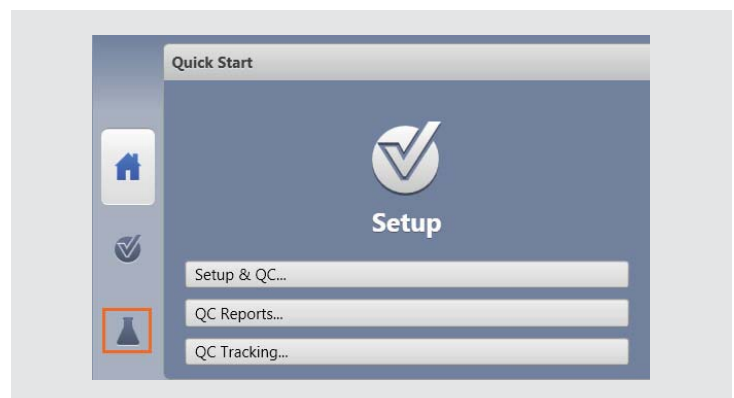 Quick Start
Setup
Setup & QC...
QC Reports...
QC Tracking...